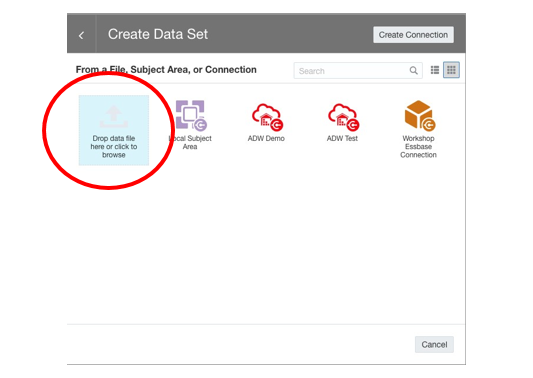 Create Data Set
Create Connection
From a File, Subject Area, or Connection
Search
Drop data file
here or click to
browse
Local Subject
Area
ADW Demo
ADW Test
Workshop
Essbase
Connection
Cancel